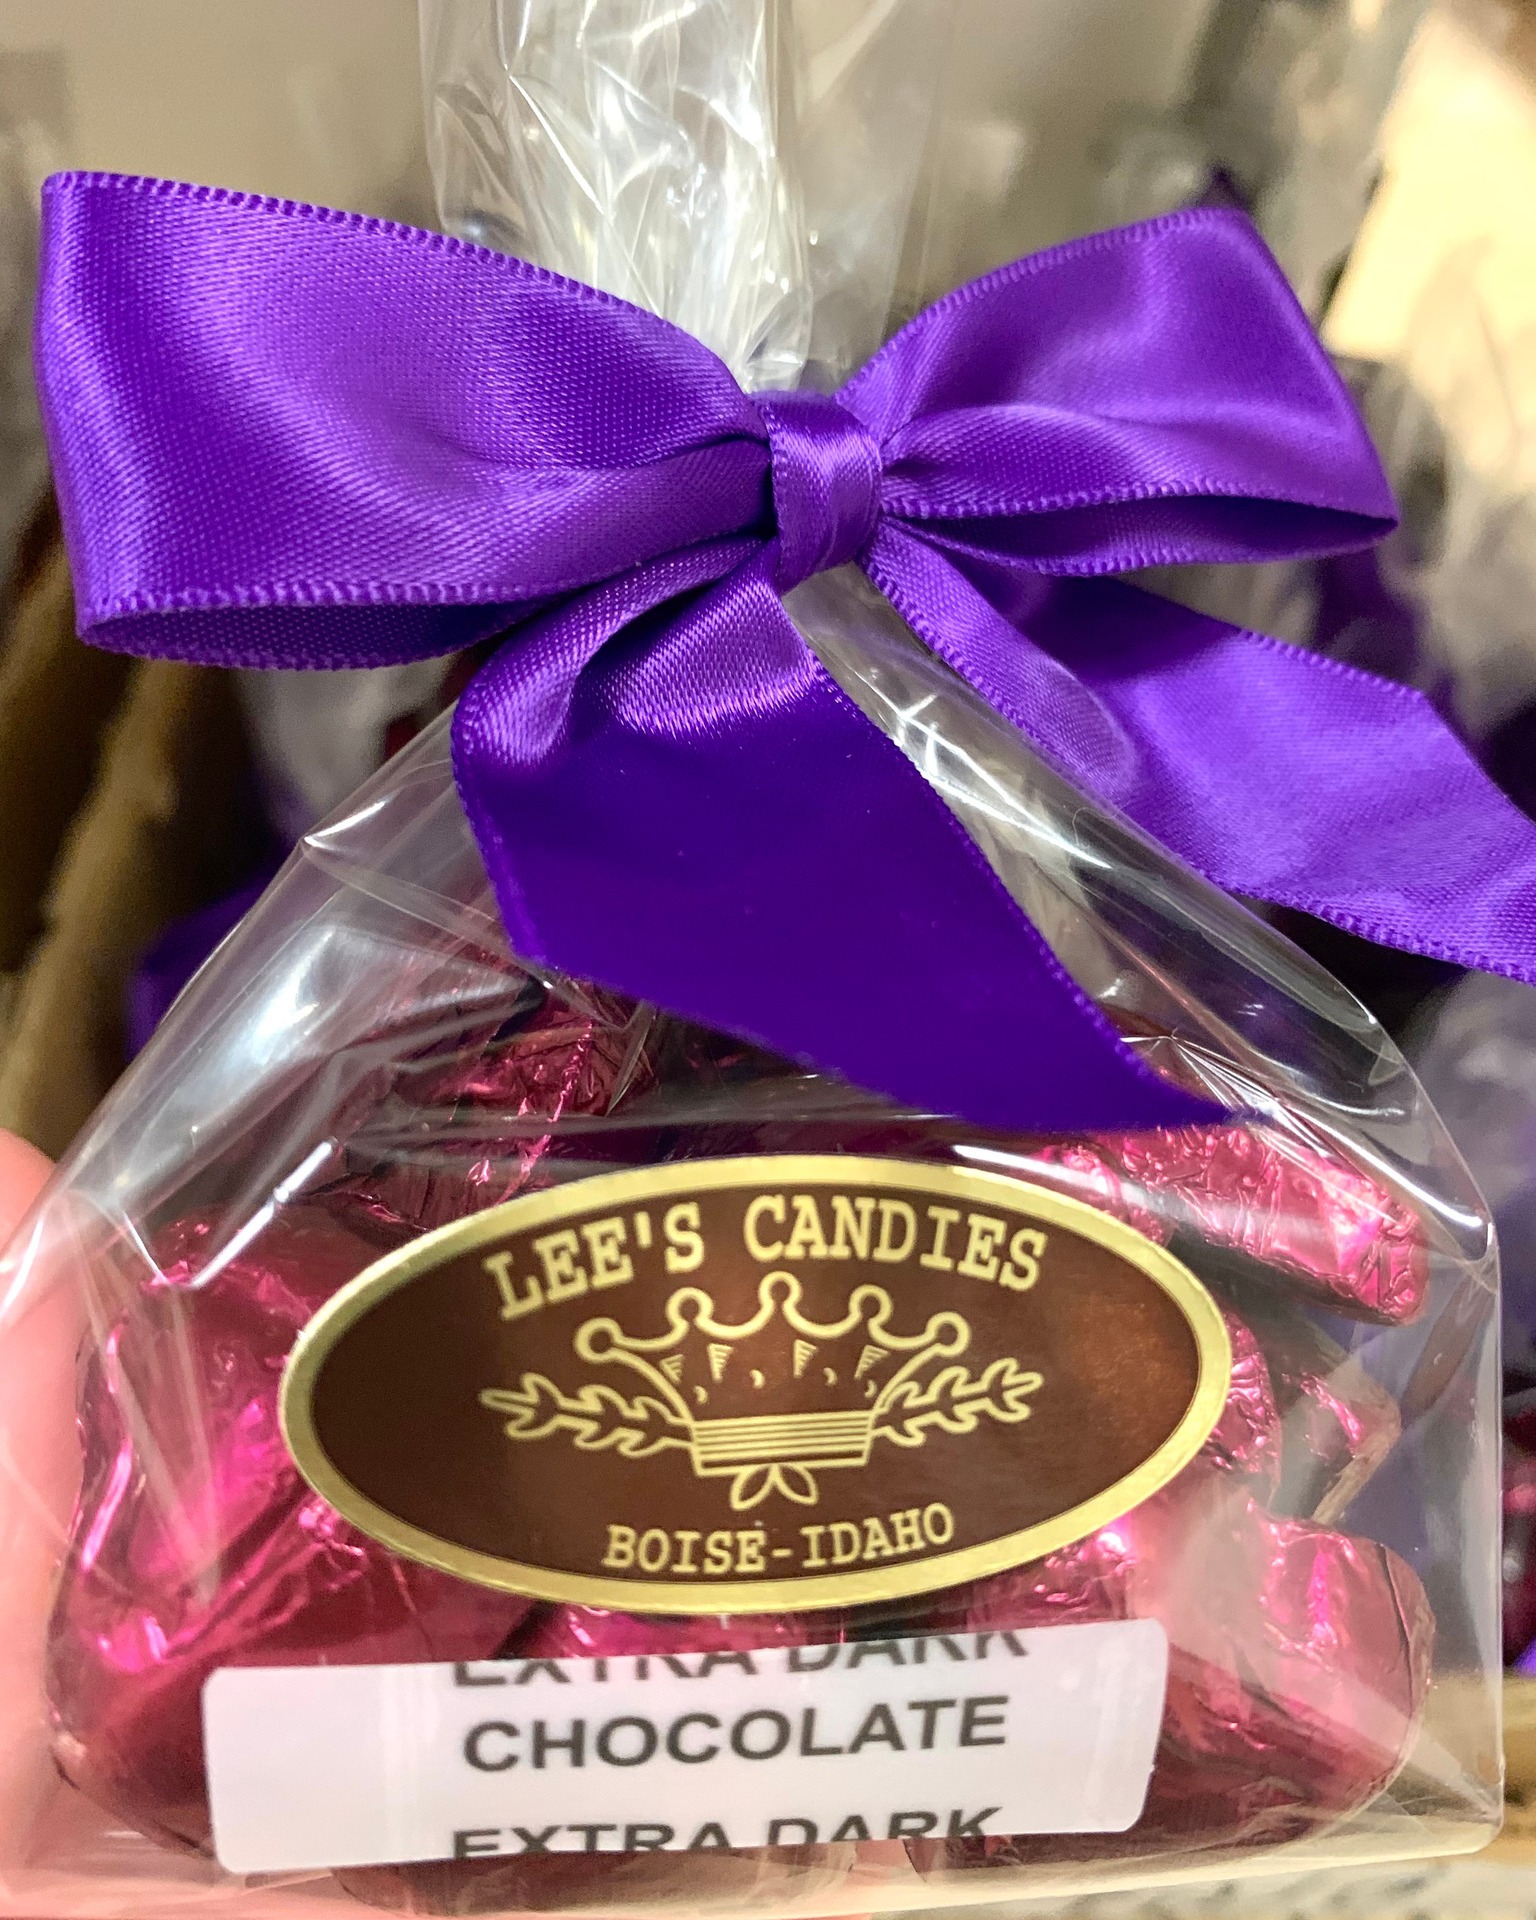 LEE'S CANDIES
BOISE-IDAHO
EXTRA DARK
CHOCOLATE
EXTRA DARK